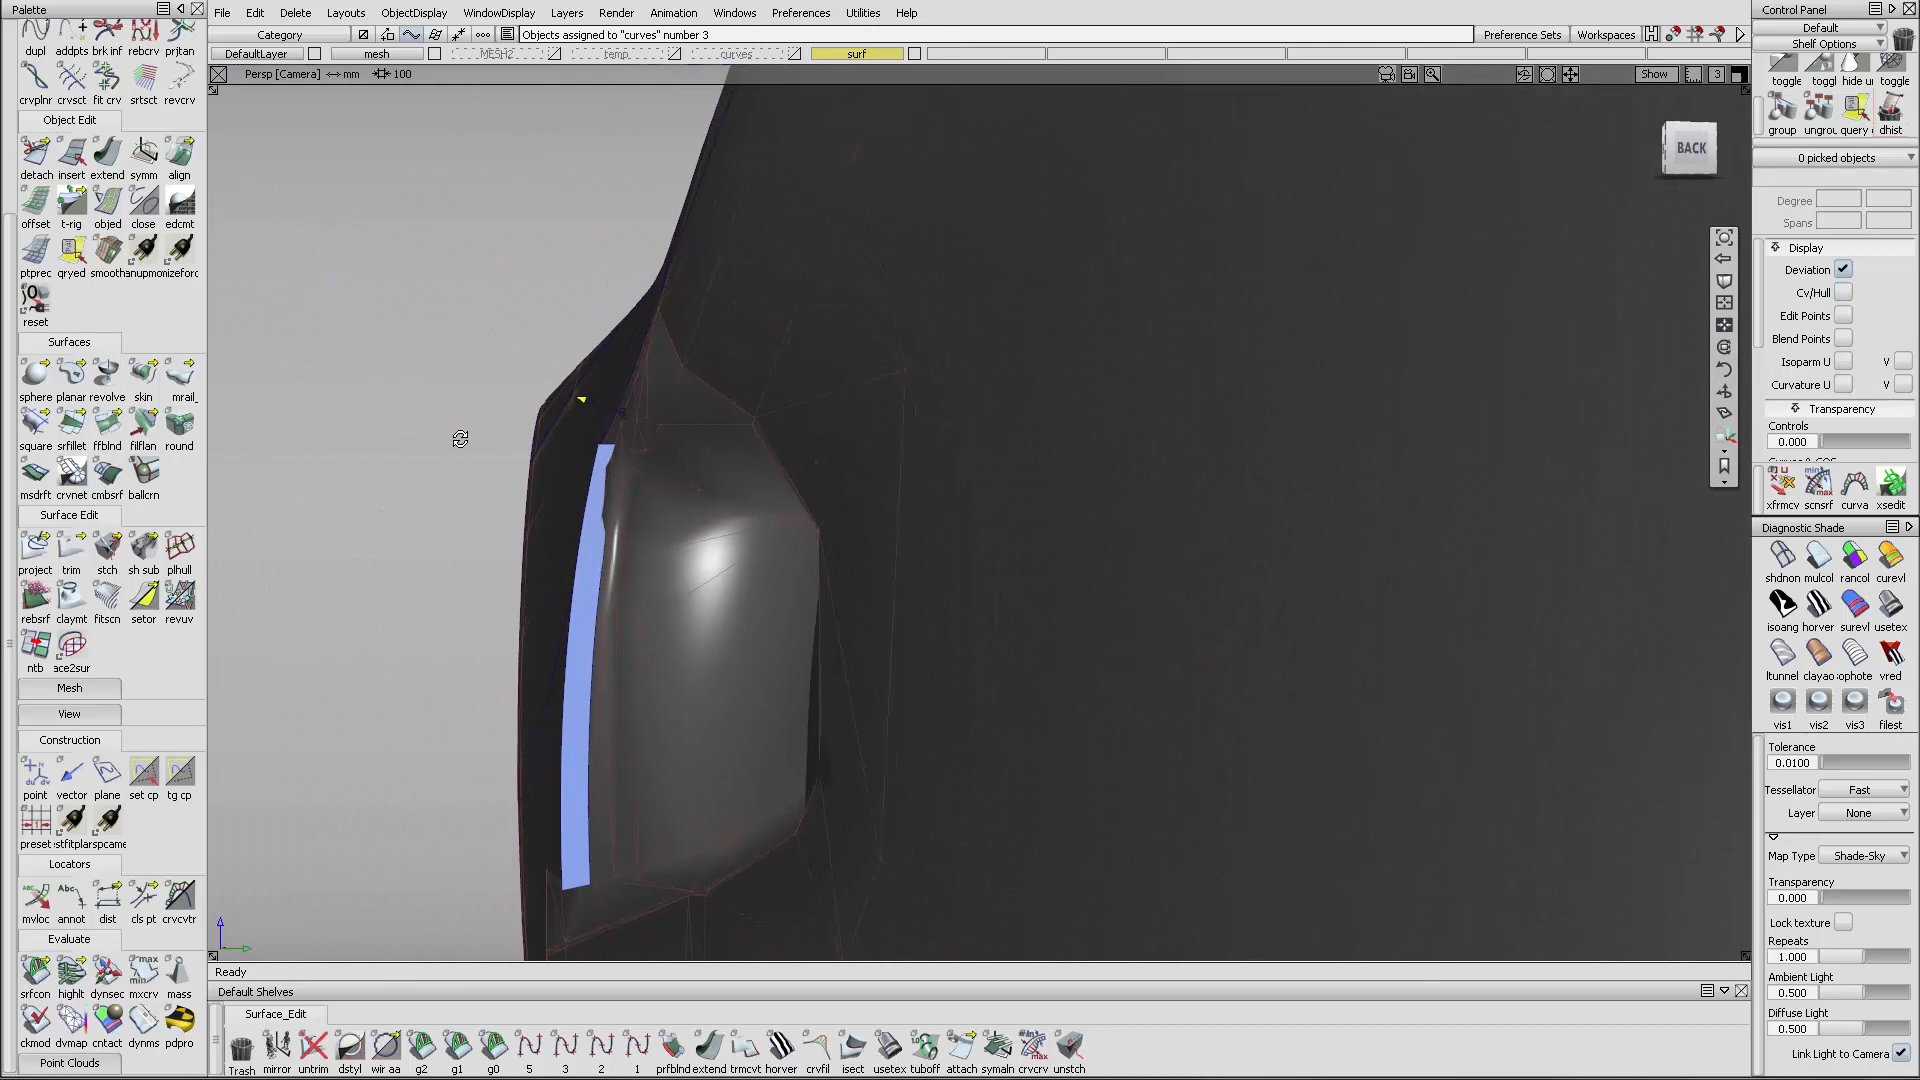 Palette
File Edit Delete Layouts ObjectDisplay WindowDisplay Layers Render Animation Windows Preferences Utilities Help
Control Panel
Category
Objects assigned to "curves" number 3
Preference Sets Workspaces
Default
Shelf Options
DefaultLayer mesh MESH2 temp curves surf
Persp [Camera] mm 100
Show 3
BACK
dupl addpts brk inf rebcrv prjtan
crvplnr crvsct fit crv srtsct revcrv
Object Edit
detach insert extend symm align
offset t-rig objed close edcmt
ptprec qryed smooth
reset
Surfaces
sphere planar revolve skin mrail_
square srfillet ffblnd filflan round
msdrft crvnet cmbsrf ballcrn
Surface Edit
project trim stch sh sub plhull
rebsrf claymt fitscn setor revuv
ntb ace2sur
Mesh
View
Construction
point vector plane set cp tg cp
preset
Locators
mvloc annot dist cls pt crvcvtr
Evaluate
srfcon highlt dynsec mxcrv mass
ckmod dvmap cntact dynms pdpro
Point Clouds
toggle toggl hide ur toggle
group ungrou query dhist
0 picked objects
Degree
Spans
Display
Deviation
Cv/Hull
Edit Points
Blend Points
Isoparm U V
Curvature U V
Transparency
Controls
0.000
xfrmcv scnsrf curva xsedit
Diagnostic Shade
shdnon mulcol rancol curevl
isoang horver surevl usetex
ltunnel clayao ophote vred
vis1 vis2 vis3 filest
Tolerance
0.0100
Tessellator Fast
Layer None
Map Type Shade-Sky
Transparency
0.000
Lock texture
Repeats
1.000
Ambient Light
0.500
Diffuse Light
0.500
Link Light to Camera
Ready
Default Shelves
Surface_Edit
Trash mirror untrim dstyl wir aa g2 g1 g0 5 3 2 1 prfblnd extend trmcvt horver crvfil isect usetex tuboff attach symaln crvcrv unstch